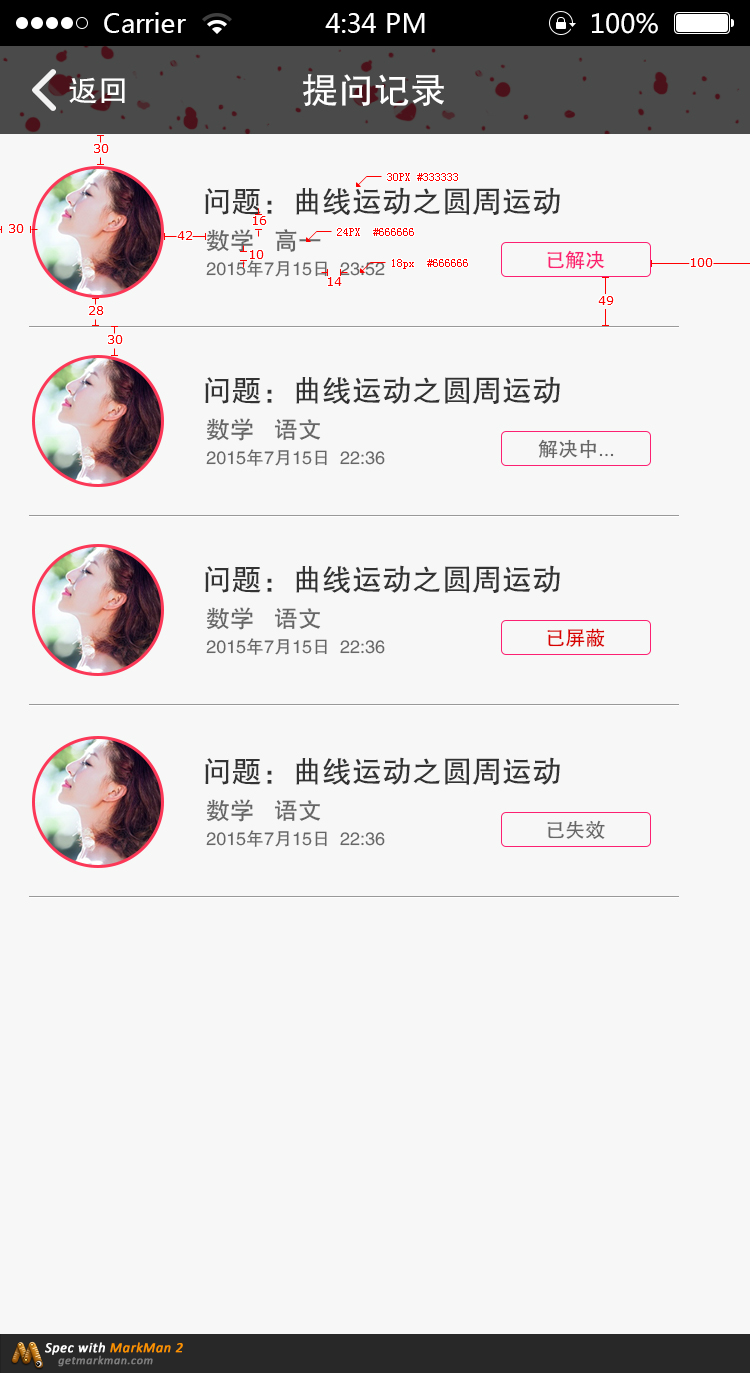 Carrier 4:34 PM 100%
返回 提问记录
30
30PX #333333
问题：曲线运动之圆周运动
16
30 42 24PX #666666
数学 高一
10
18px #666666 100
已解决
2015年7月15日 23:52
14
49
28
30
问题：曲线运动之圆周运动
数学 语文
解决中...
2015年7月15日 22:36
问题：曲线运动之圆周运动
数学 语文
已屏蔽
2015年7月15日 22:36
问题：曲线运动之圆周运动
数学 语文
已失效
2015年7月15日 22:36
Spec with MarkMan 2
getmarkman.com